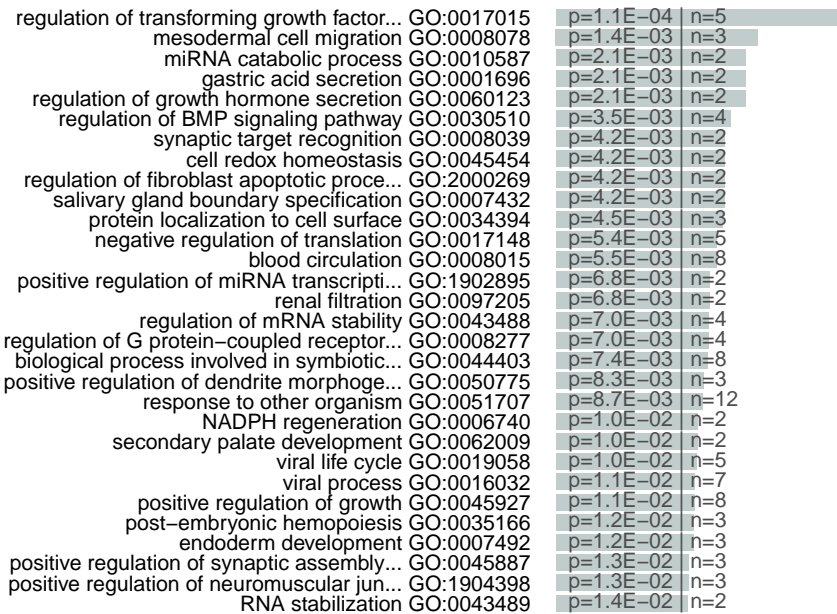 regulation of transforming growth factor... GO:0017015 p=1.1E−04 n=5
mesodermal cell migration GO:0008078 p=1.4E−03 n=3
miRNA catabolic process GO:0010587 p=2.1E−03 n=2
gastric acid secretion GO:0001696 p=2.1E−03 n=2
regulation of growth hormone secretion GO:0060123 p=2.1E−03 n=2
regulation of BMP signaling pathway GO:0030510 p=3.5E−03 n=4
synaptic target recognition GO:0008039 p=4.2E−03 n=2
cell redox homeostasis GO:0045454 p=4.2E−03 n=2
regulation of fibroblast apoptotic proce... GO:2000269 p=4.2E−03 n=2
salivary gland boundary specification GO:0007432 p=4.2E−03 n=2
protein localization to cell surface GO:0034394 p=4.5E−03 n=3
negative regulation of translation GO:0017148 p=5.4E−03 n=5
blood circulation GO:0008015 p=5.5E−03 n=8
positive regulation of miRNA transcripti... GO:1902895 p=6.8E−03 n=2
renal filtration GO:0097205 p=6.8E−03 n=2
regulation of mRNA stability GO:0043488 p=7.0E−03 n=4
regulation of G protein−coupled receptor... GO:0008277 p=7.0E−03 n=4
biological process involved in symbiotic... GO:0044403 p=7.4E−03 n=8
positive regulation of dendrite morphoge... GO:0050775 p=8.3E−03 n=3
response to other organism GO:0051707 p=8.7E−03 n=12
NADPH regeneration GO:0006740 p=1.0E−02 n=2
secondary palate development GO:0062009 p=1.0E−02 n=2
viral life cycle GO:0019058 p=1.0E−02 n=5
viral process GO:0016032 p=1.1E−02 n=7
positive regulation of growth GO:0045927 p=1.1E−02 n=8
post−embryonic hemopoiesis GO:0035166 p=1.2E−02 n=3
endoderm development GO:0007492 p=1.2E−02 n=3
positive regulation of synaptic assembly... GO:0045887 p=1.3E−02 n=3
positive regulation of neuromuscular jun... GO:1904398 p=1.3E−02 n=3
RNA stabilization GO:0043489 p=1.4E−02 n=2